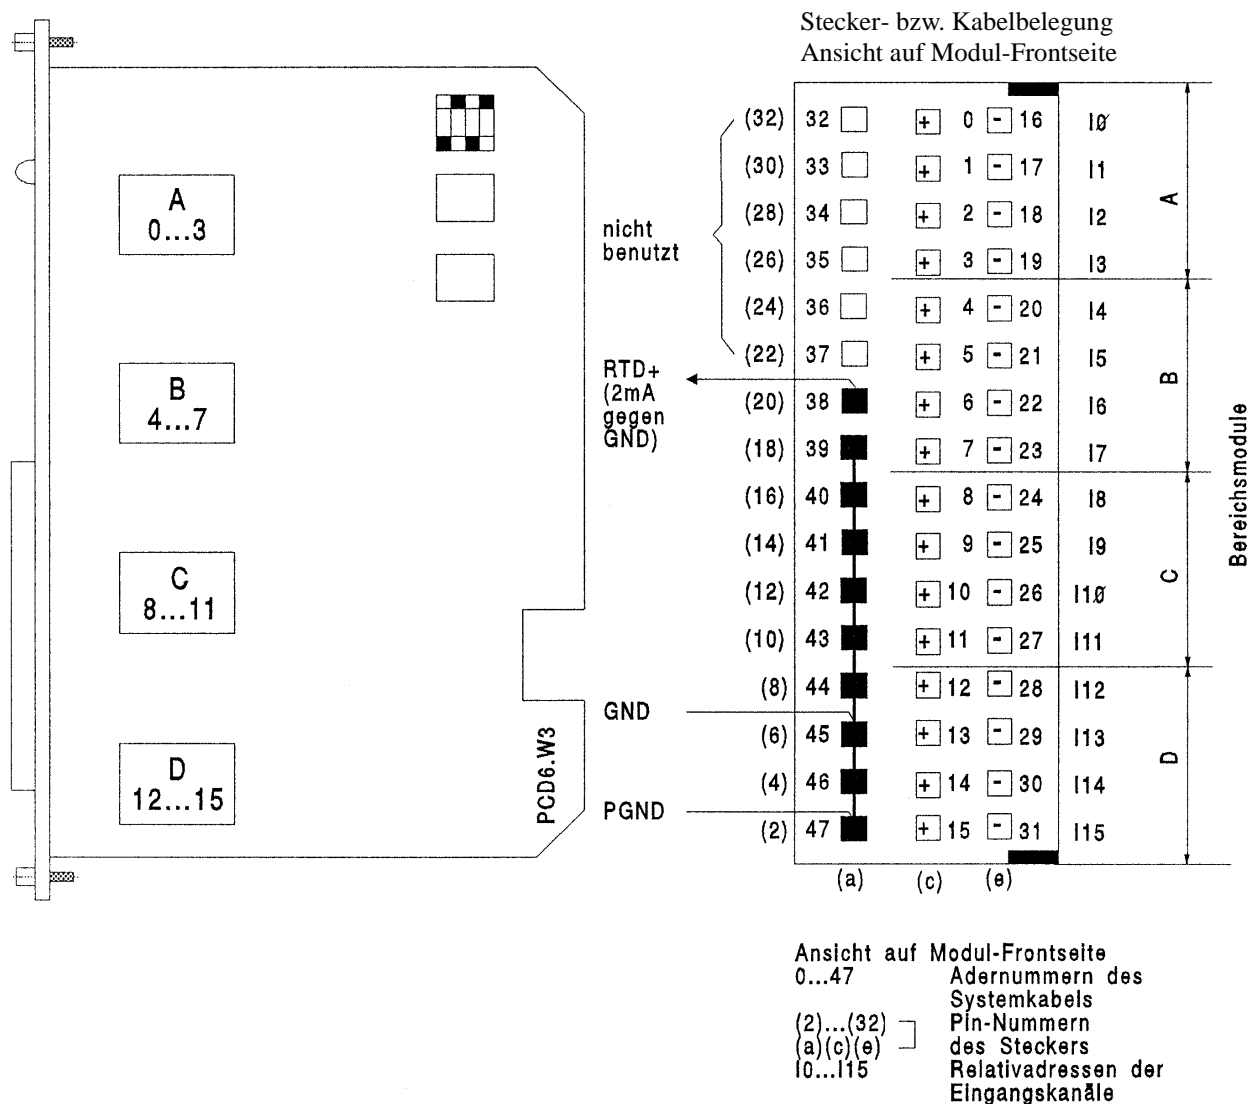 Stecker- bzw. Kabelbelegung
Ansicht auf Modul-Frontseite
A
0...3
B
4...7
C
8...11
D
12...15
PCD6.W3
nicht
benutzt
RTD+
(2mA
gegen
GND)
GND
PGND
(32) 32 + 0 - 16 I0
(30) 33 + 1 - 17 I1
(28) 34 + 2 - 18 I2
(26) 35 + 3 - 19 I3
(24) 36 + 4 - 20 I4
(22) 37 + 5 - 21 I5
(20) 38 + 6 - 22 I6
(18) 39 + 7 - 23 I7
(16) 40 + 8 - 24 I8
(14) 41 + 9 - 25 I9
(12) 42 + 10 - 26 I10
(10) 43 + 11 - 27 I11
(8) 44 + 12 - 28 I12
(6) 45 + 13 - 29 I13
(4) 46 + 14 - 30 I14
(2) 47 + 15 - 31 I15
(a) (c) (e)
A
B
C
D
Bereichsmodule
Ansicht auf Modul-Frontseite
0...47 Adernummern des
Systemkabels
(2)...(32) Pin-Nummern
(a)(c)(e) des Steckers
I0...I15 Relativadressen der
Eingangskanäle